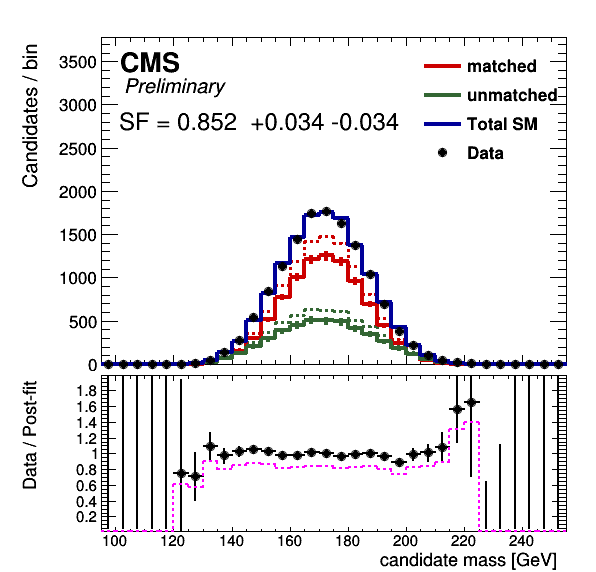 CMS
Preliminary
SF = 0.852 +0.034 -0.034
matched
unmatched
Total SM
Data
Candidates / bin
3500
3000
2500
2000
1500
1000
500
0
Data / Post-fit
1.8
1.6
1.4
1.2
1
0.8
0.6
0.4
0.2
100 120 140 160 180 200 220 240
candidate mass [GeV]